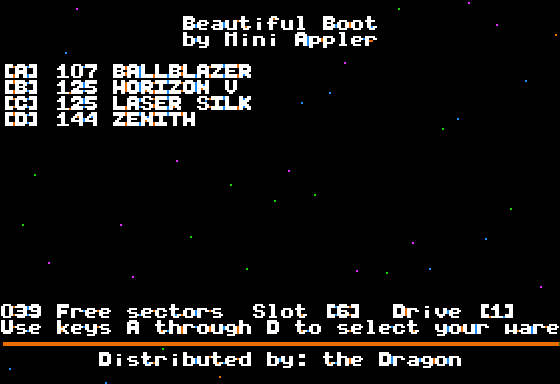 Beautiful Boot
by Mini Appler
[A] 107 BALLBLAZER
[B] 125 HORIZON V
[C] 125 LASER SILK
[D] 144 ZENITH
039 Free sectors Slot [6] Drive [1]
Use keys A through D to select your ware
Distributed by: the Dragon